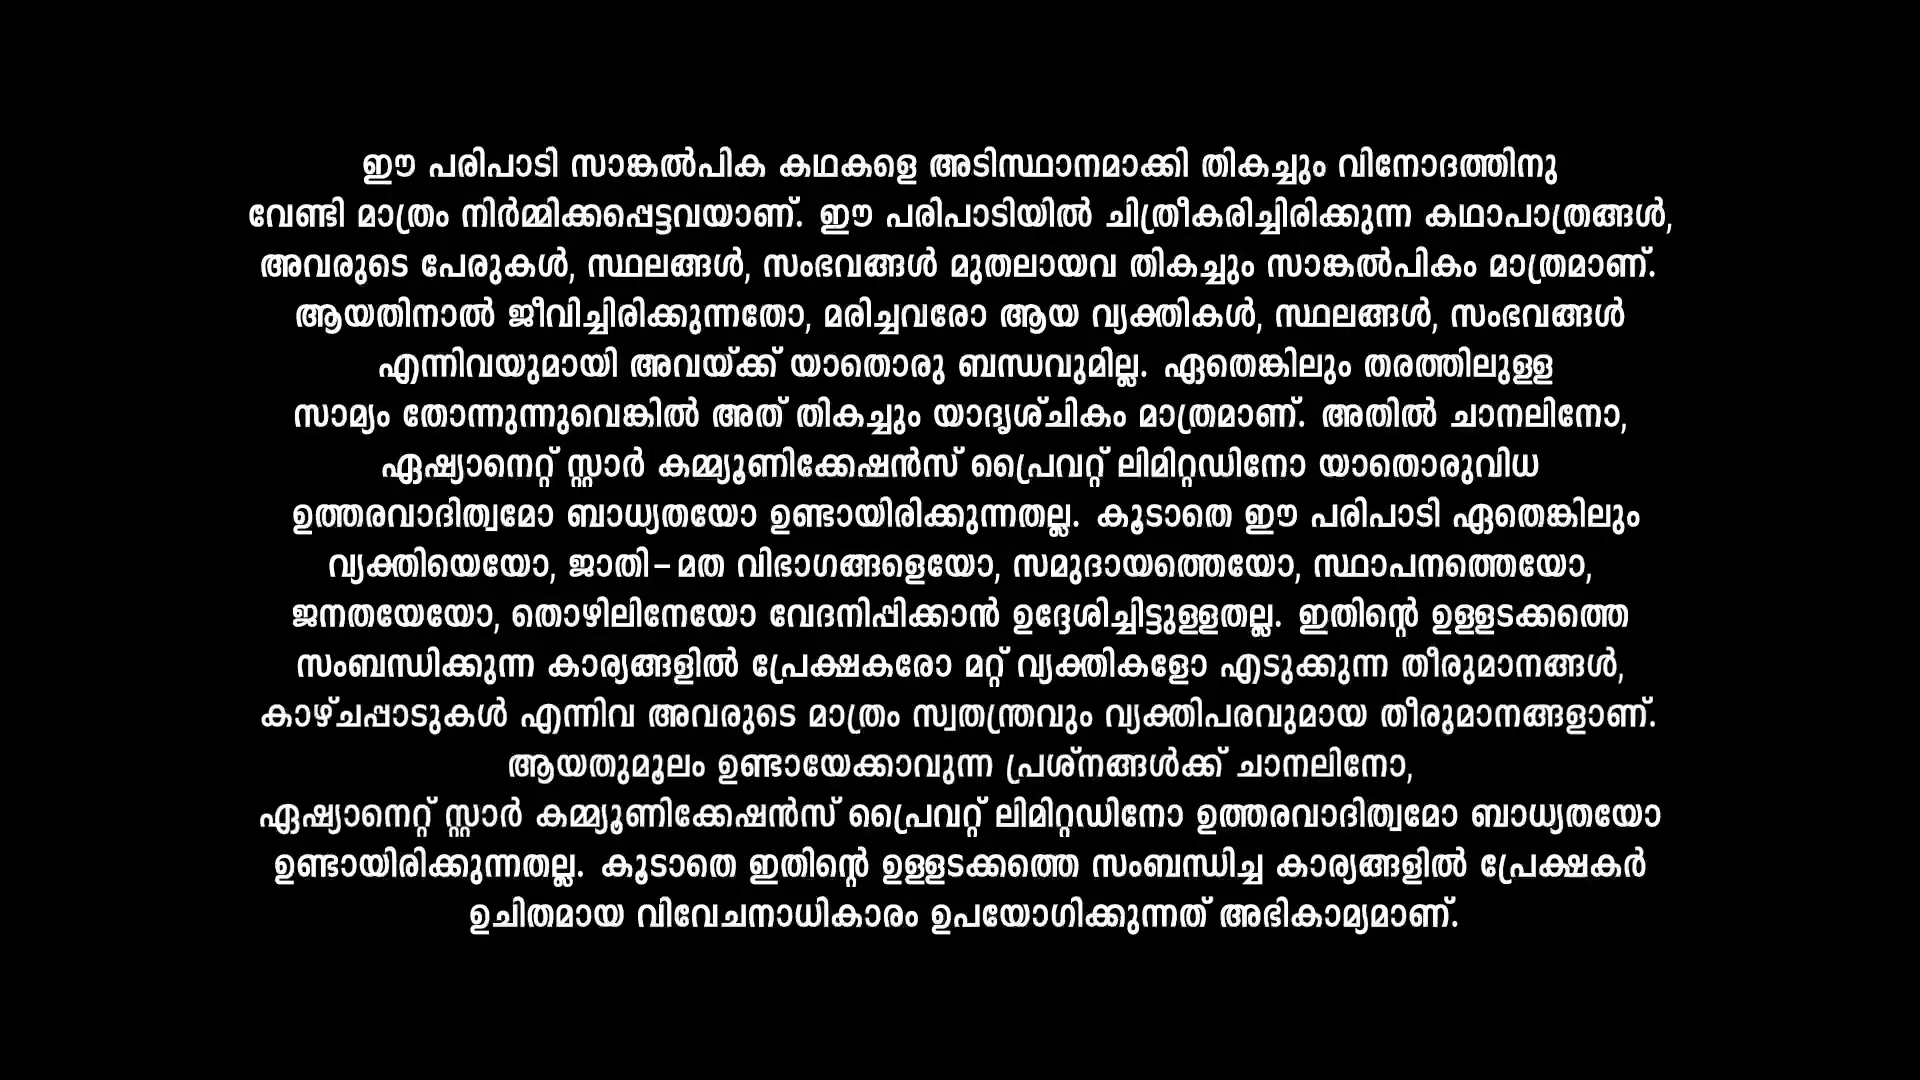 ഈ പരിപാടി സാങ്കൽപിക കഥകളെ അടിസ്ഥാനമാക്കി തികച്ചും വിനോദത്തിനു
വേണ്ടി മാത്രം നിർമ്മിക്കപ്പെട്ടവയാണ്. ഈ പരിപാടിയിൽ ചിത്രീകരിച്ചിരിക്കുന്ന കഥാപാത്രങ്ങൾ,
അവരുടെ പേരുകൾ, സ്ഥലങ്ങൾ, സംഭവങ്ങൾ മുതലായവ തികച്ചും സാങ്കൽപികം മാത്രമാണ്.
ആയതിനാൽ ജീവിച്ചിരിക്കുന്നതോ, മരിച്ചവരോ ആയ വ്യക്തികൾ, സ്ഥലങ്ങൾ, സംഭവങ്ങൾ
എന്നിവയുമായി അവയ്ക്ക് യാതൊരു ബന്ധവുമില്ല. ഏതെങ്കിലും തരത്തിലുള്ള
സാമ്യം തോന്നുന്നുവെങ്കിൽ അത് തികച്ചും യാദൃശ്ചികം മാത്രമാണ്. അതിൽ ചാനലിനോ,
ഏഷ്യാനെറ്റ് സ്റ്റാർ കമ്മ്യൂണിക്കേഷൻസ് പ്രൈവറ്റ് ലിമിറ്റഡിനോ യാതൊരുവിധ
ഉത്തരവാദിത്വമോ ബാധ്യതയോ ഉണ്ടായിരിക്കുന്നതല്ല. കൂടാതെ ഈ പരിപാടി ഏതെങ്കിലും
വ്യക്തിയെയോ, ജാതി-മത വിഭാഗങ്ങളെയോ, സമുദായത്തെയോ, സ്ഥാപനത്തെയോ,
ജനതയേയോ, തൊഴിലിനേയോ വേദനിപ്പിക്കാൻ ഉദ്ദേശിച്ചിട്ടുള്ളതല്ല. ഇതിന്റെ ഉള്ളടക്കത്തെ
സംബന്ധിക്കുന്ന കാര്യങ്ങളിൽ പ്രേക്ഷകരോ മറ്റ് വ്യക്തികളോ എടുക്കുന്ന തീരുമാനങ്ങൾ,
കാഴ്ചപ്പാടുകൾ എന്നിവ അവരുടെ മാത്രം സ്വതന്ത്രവും വ്യക്തിപരവുമായ തീരുമാനങ്ങളാണ്.
ആയതുമൂലം ഉണ്ടായേക്കാവുന്ന പ്രശ്നങ്ങൾക്ക് ചാനലിനോ,
ഏഷ്യാനെറ്റ് സ്റ്റാർ കമ്മ്യൂണിക്കേഷൻസ് പ്രൈവറ്റ് ലിമിറ്റഡിനോ ഉത്തരവാദിത്വമോ ബാധ്യതയോ
ഉണ്ടായിരിക്കുന്നതല്ല. കൂടാതെ ഇതിന്റെ ഉള്ളടക്കത്തെ സംബന്ധിച്ച കാര്യങ്ങളിൽ പ്രേക്ഷകർ
ഉചിതമായ വിവേചനാധികാരം ഉപയോഗിക്കുന്നത് അഭികാമ്യമാണ്.